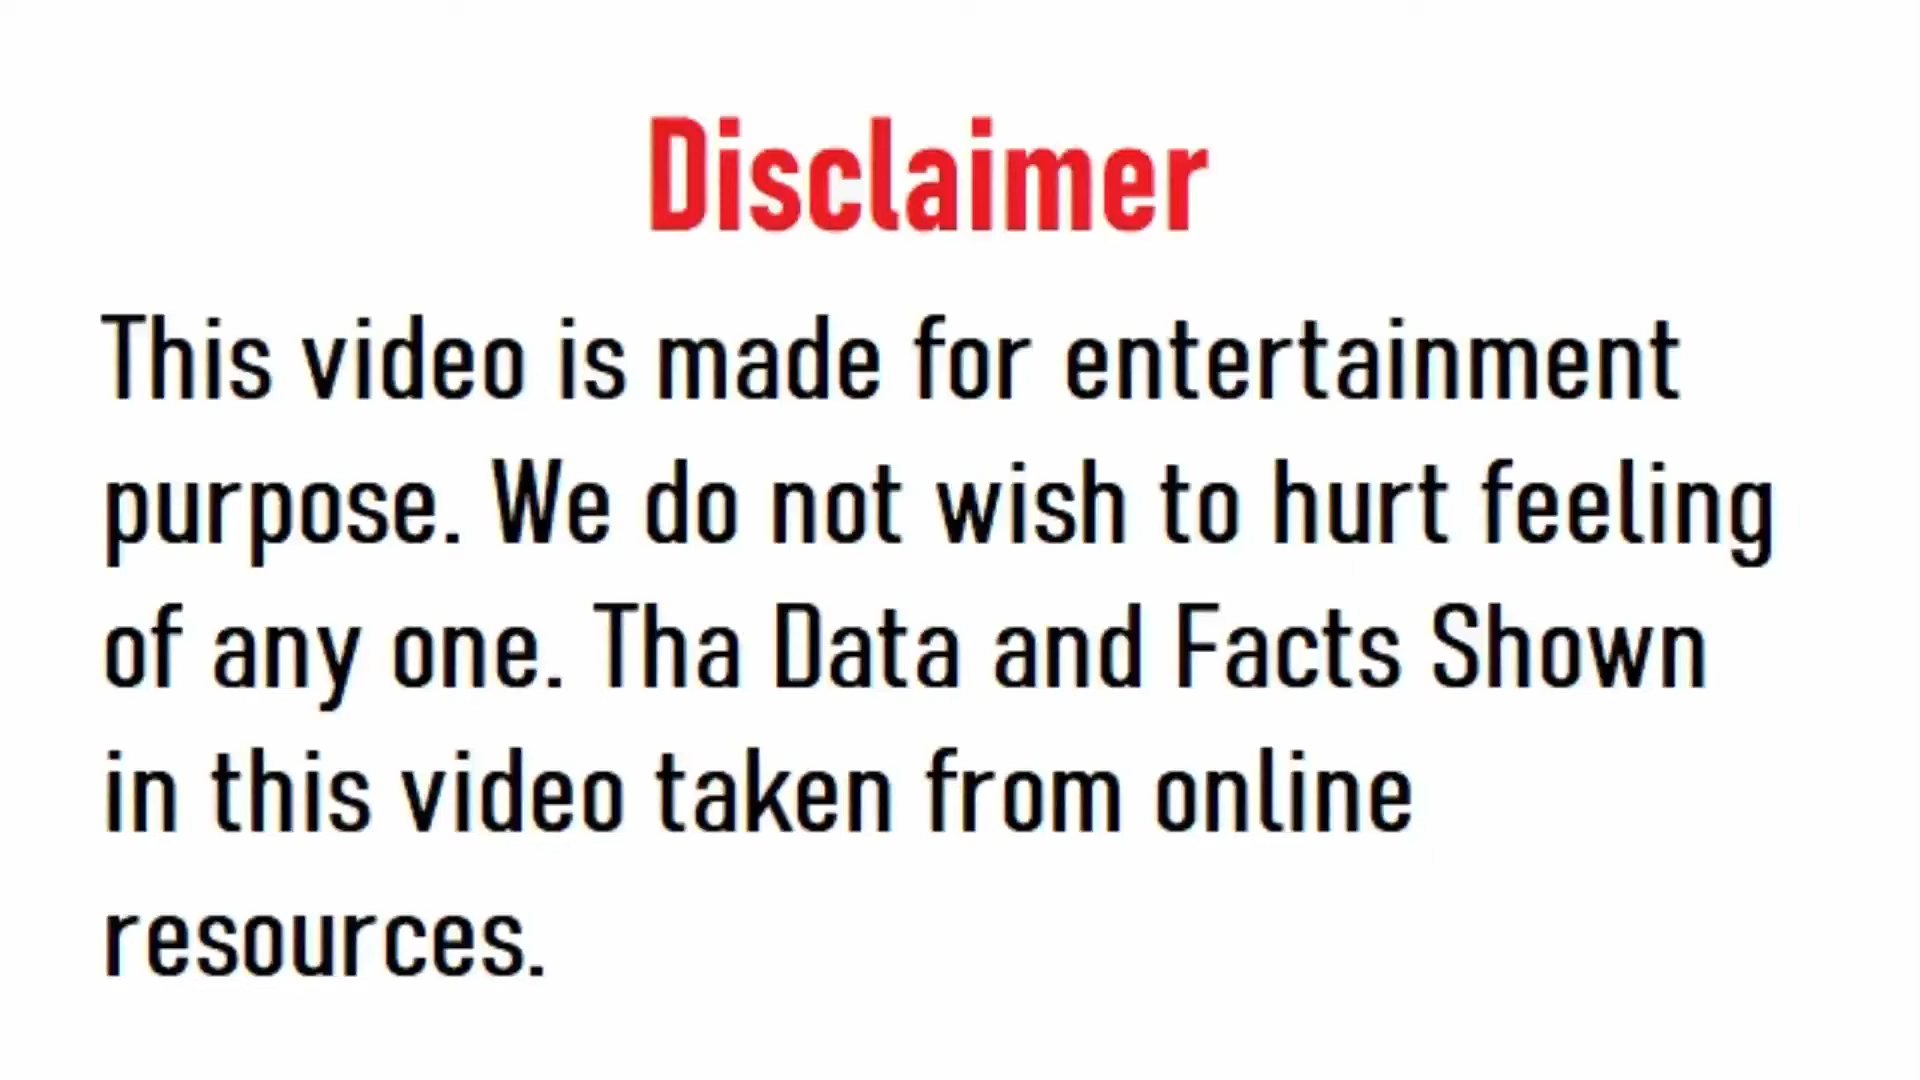 Disclaimer
This video is made for entertainment
purpose. We do not wish to hurt feeling
of any one. Tha Data and Facts Shown
in this video taken from online
resources.